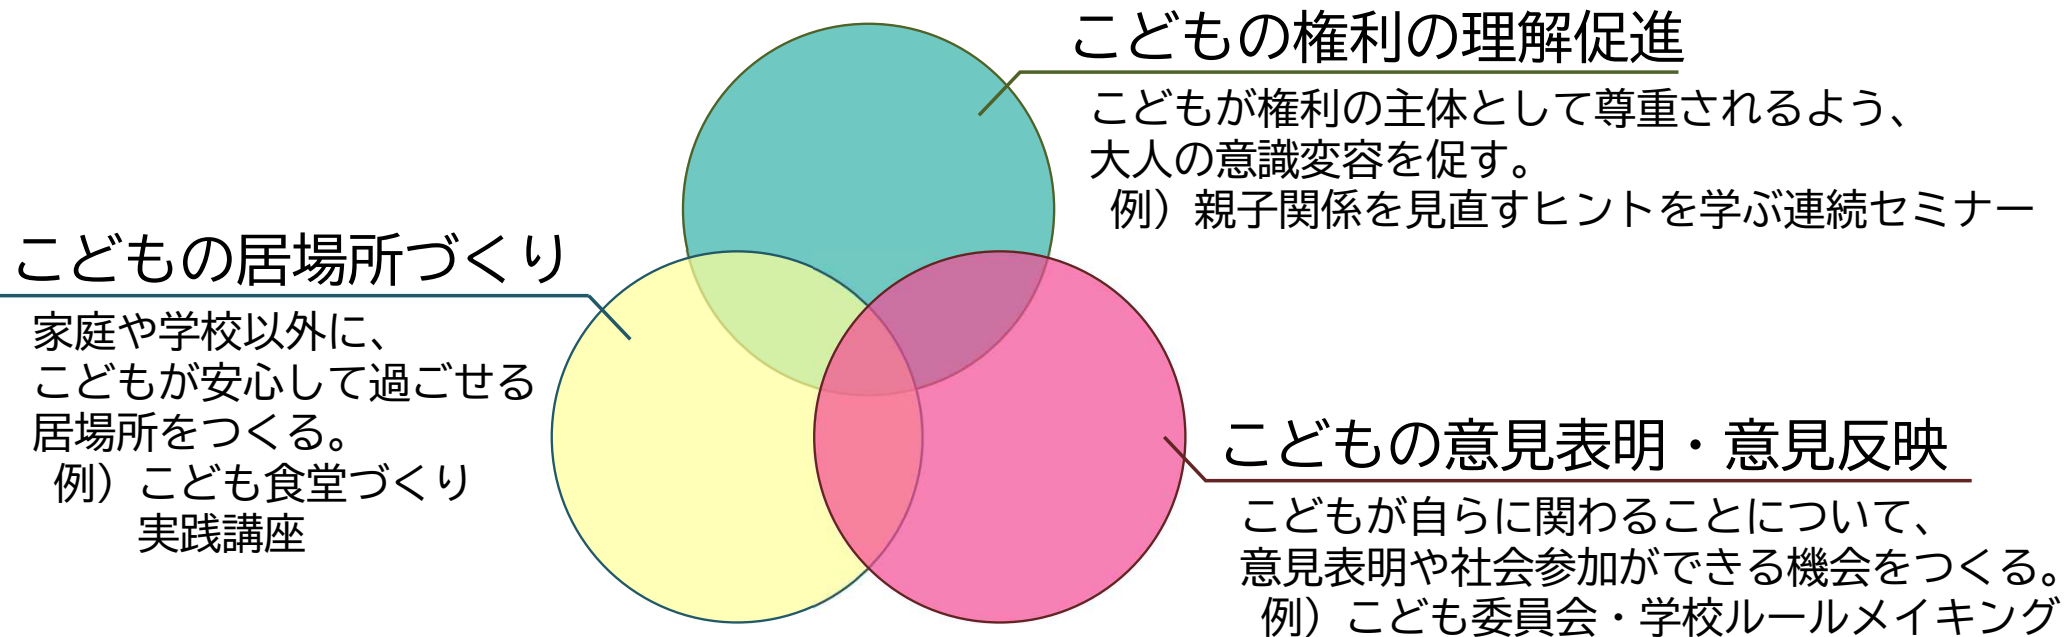 こどもの権利の理解促進
こどもが権利の主体として尊重されるよう、
大人の意識変容を促す。
例）親子関係を見直すヒントを学ぶ連続セミナー
こどもの居場所づくり
家庭や学校以外に、
こどもが安心して過ごせる
居場所をつくる。
例）こども食堂づくり
実践講座
こどもの意見表明・意見反映
こどもが自らに関わることについて、
意見表明や社会参加ができる機会をつくる。
例）こども委員会・学校ルールメイキング